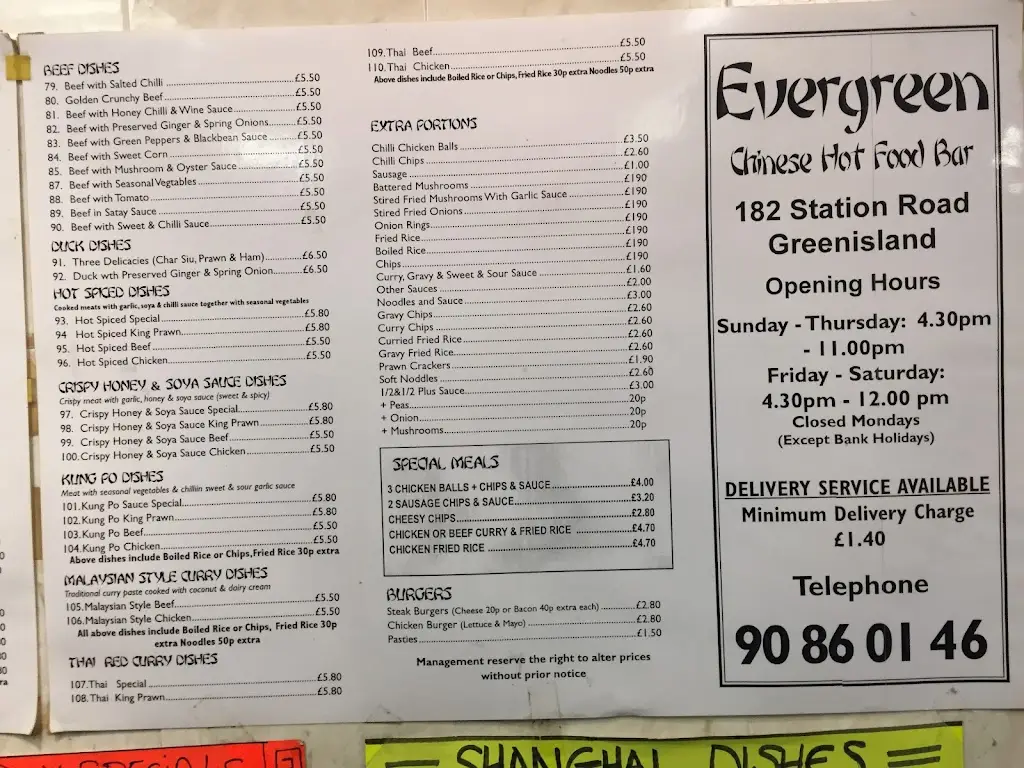 BEEF DISHES
79. Beef with Salted Chilli £5.50
80. Golden Crunchy Beef £5.50
81. Beef with Honey Chilli & Wine Sauce £5.50
82. Beef with Preserved Ginger & Spring Onions £5.50
83. Beef with Green Peppers & Blackbean Sauce £5.50
84. Beef with Sweet Corn £5.50
85. Beef with Mushroom & Oyster Sauce £5.50
87. Beef with Seasonal Vegtables £5.50
88. Beef with Tomato £5.50
89. Beef in Satay Sauce £5.50
90. Beef with Sweet & Chilli Sauce £5.50
DUCK DISHES
91. Three Delicacies (Char Siu, Prawn & Ham) £6.50
92. Duck wth Preserved Ginger & Spring Onion £6.50
HOT SPICED DISHES
Cooked meats with garlic, soya & chilli sauce together with seasonal vegetables
93. Hot Spiced Special £5.80
94 Hot Spiced King Prawn £5.80
95. Hot Spiced Beef £5.50
96. Hot Spiced Chicken £5.50
CRISPY HONEY & SOYA SAUCE DISHES
Crispy meat with garlic, honey & soya sauce (sweet & spicy)
97. Crispy Honey & Soya Sauce Special £5.80
98. Crispy Honey & Soya Sauce King Prawn £5.80
99. Crispy Honey & Soya Sauce Beef £5.50
100. Crispy Honey & Soya Sauce Chicken £5.50
KUNG PO DISHES
Meat with seasonal vegetables & chilliin sweet & sour garlic sauce
101. Kung Po Sauce Special £5.80
102. Kung Po King Prawn £5.80
103. Kung Po Beef £5.50
104. Kung Po Chicken £5.50
Above dishes include Boiled Rice or Chips, Fried Rice 30p extra
MALAYSIAN STYLE CURRY DISHES
Traditional curry paste cooked with coconut & dairy cream
105. Malaysian Style Beef £5.50
106. Malaysian Style Chicken £5.50
All above dishes include Boiled Rice or Chips, Fried Rice 30p
extra Noodles 50p extra
THAI RED CURRY DISHES
107. Thai Special £5.80
108. Thai King Prawn £5.80
109. Thai Beef £5.50
110. Thai Chicken £5.50
Above dishes include Boiled Rice or Chips, Fried Rice 30p extra Noodles 50p extra
EXTRA PORTIONS
Chilli Chicken Balls £3.50
Chilli Chips £2.60
Sausage £1.00
Battared Mushrooms £190
Stired Fried Mushrooms With Garlic Sauce £190
Stired Fried Onions £190
Onion Rings £190
Fried Rice £190
Boiled Rice £190
Chips £190
Curry, Gravy & Sweet & Sour Sauce £1.60
Other Sauces £2.00
Noodles and Sauce £3.00
Gravy Chips £2.60
Curry Chips £2.60
Curried Fried Rice £2.60
Gravy Fried Rice £2.60
Prawn Crackers £1.90
Soft Noddles £2.60
1/2&1/2 Plus Sauce £3.00
+ Peas 20p
+ Onion 20p
+ Mushrooms 20p
SPECIAL MEALS
3 CHICKEN BALLS + CHIPS & SAUCE £4.00
2 SAUSAGE CHIPS & SAUCE £3.20
CHEESY CHIPS £2.80
CHICKEN OR BEEF CURRY & FRIED RICE £4.70
CHICKEN FRIED RICE £4.70
BURGERS
Steak Burgers (Cheese 20p or Bacon 40p extra each) £2.80
Chicken Burger (Lettuce & Mayo) £2.80
Pasties £1.50
Management reserve the right to alter prices
without prior notice
Evergreen
Chinese Hot Food Bar
182 Station Road
Greenisland
Opening Hours
Sunday - Thursday: 4.30pm
- 11.00pm
Friday - Saturday:
4.30pm - 12.00 pm
Closed Mondays
(Except Bank Holidays)
DELIVERY SERVICE AVAILABLE
Minimum Delivery Charge
£1.40
Telephone
90 86 01 46
= SHANGHAI DISHES =